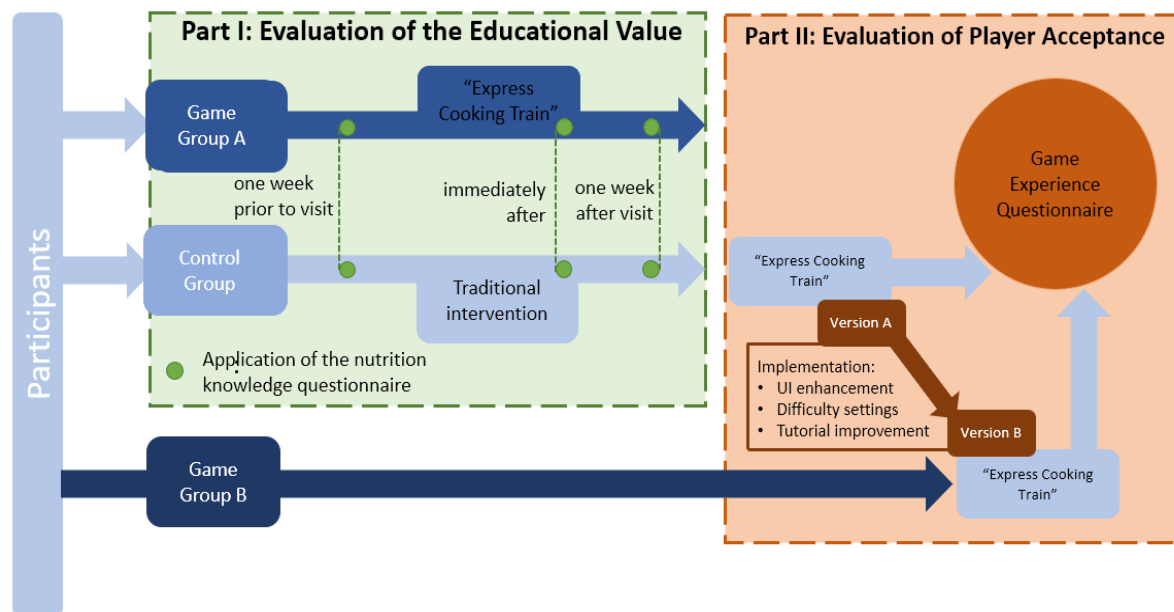 Part I: Evaluation of the Educational Value
Participants
Game
Group A
"Express
Cooking Train"
one week
prior to visit
immediately
after
one week
after visit
Control
Group
Traditional
intervention
Application of the nutrition
knowledge questionnaire
Game
Group B
Part II: Evaluation of Player Acceptance
Game
Experience
Questionnaire
"Express Cooking
Train"
Version A
Implementation:
• UI enhancement
• Difficulty settings
• Tutorial improvement
Version B
"Express Cooking
Train"